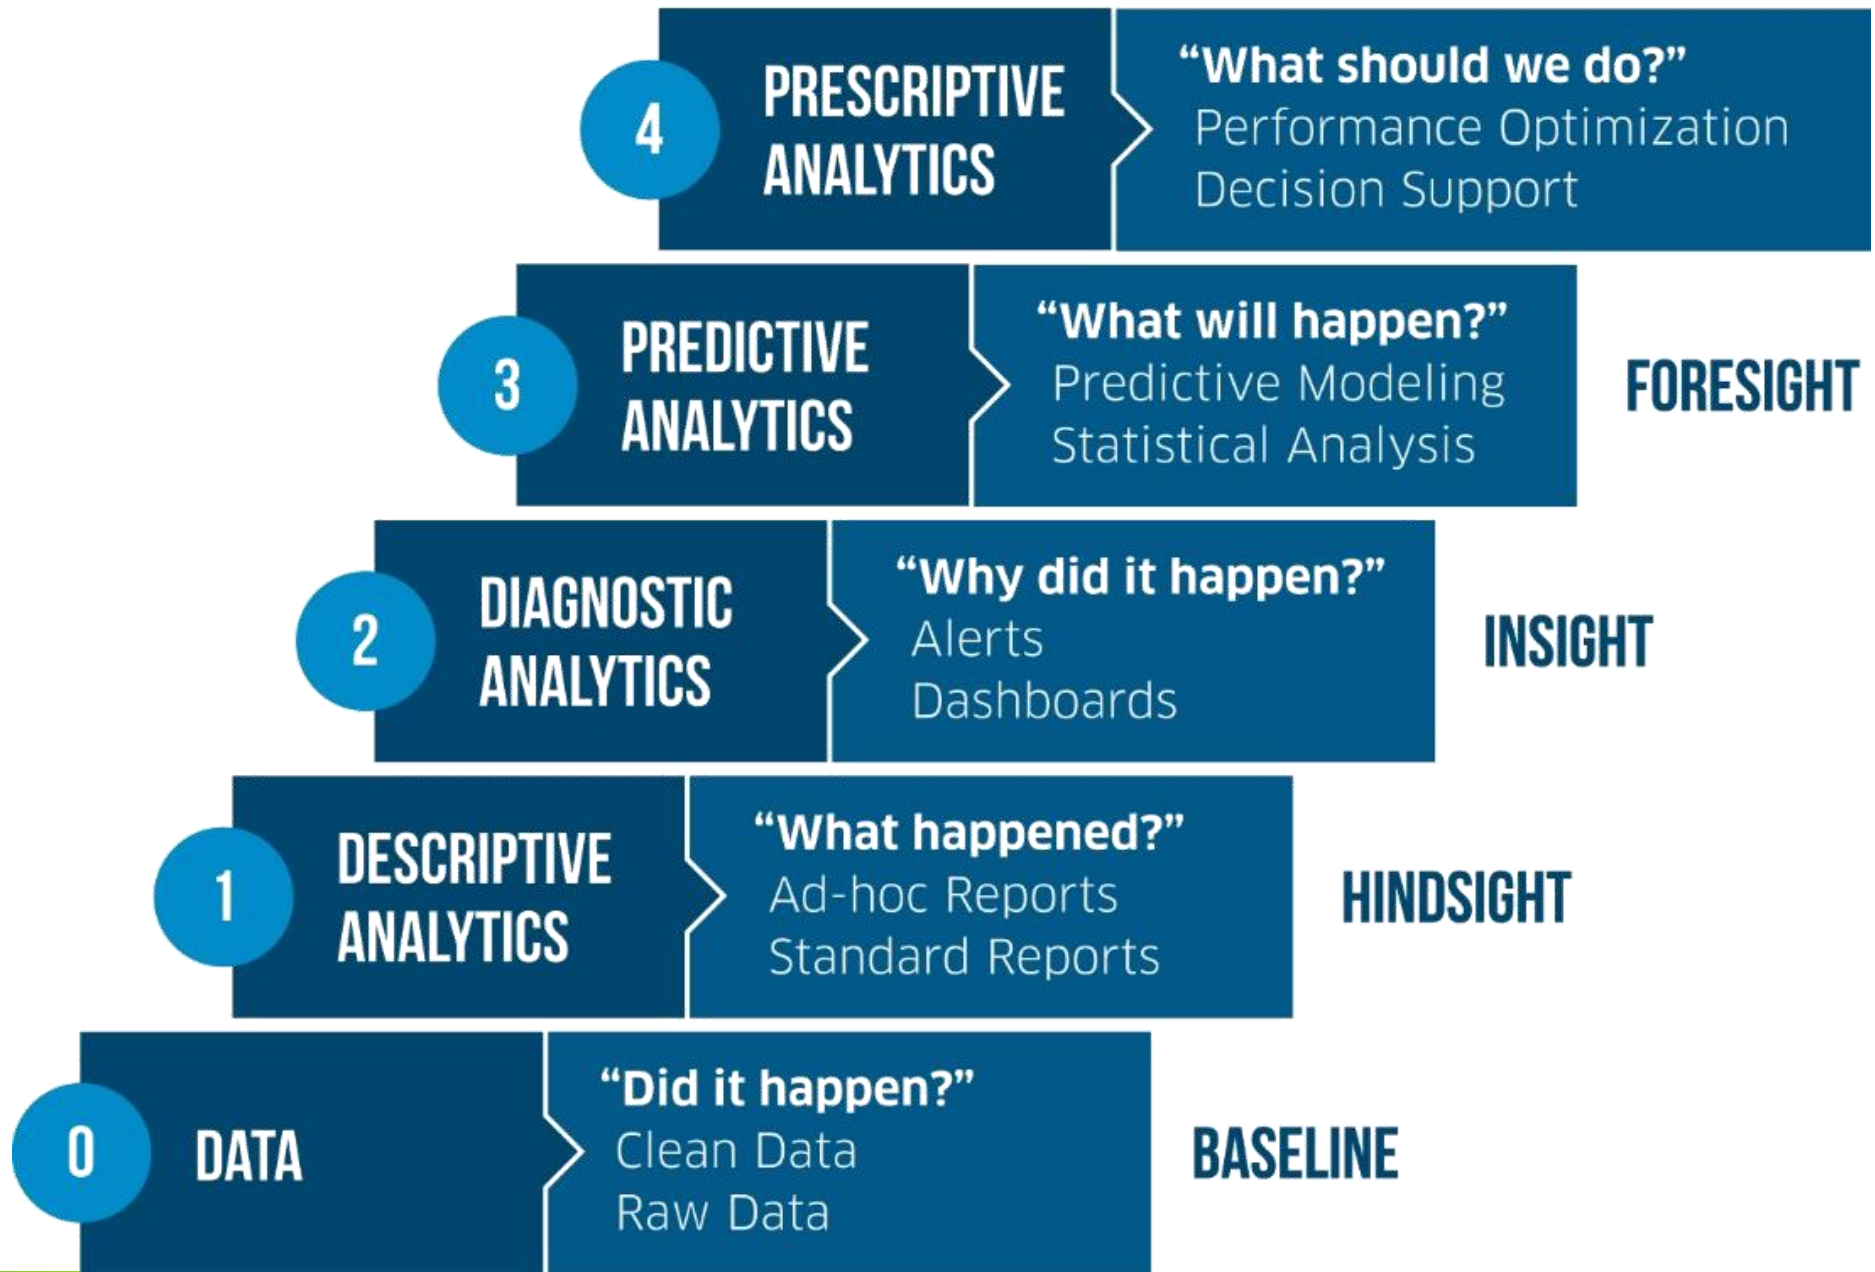 4
PRESCRIPTIVE
ANALYTICS
“What should we do?”
Performance Optimization
Decision Support
3
PREDICTIVE
ANALYTICS
“What will happen?”
Predictive Modeling
Statistical Analysis
FORESIGHT
2
DIAGNOSTIC
ANALYTICS
“Why did it happen?”
Alerts
Dashboards
INSIGHT
1
DESCRIPTIVE
ANALYTICS
“What happened?”
Ad-hoc Reports
Standard Reports
HINDSIGHT
0
DATA
“Did it happen?”
Clean Data
Raw Data
BASELINE